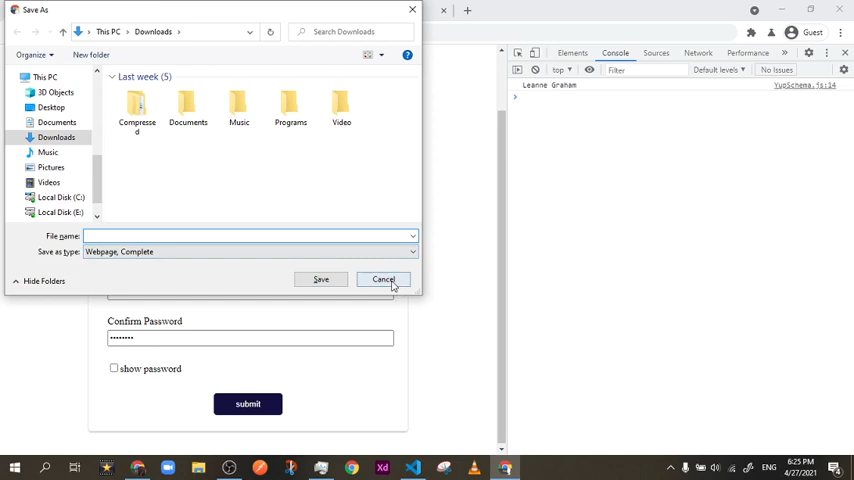 Save As
This PC
Downloads
Search Downloads
Guest
Organize
New folder
Elements
Console
Sources
Network
Performance
»
top
Filter
Default levels
No Issues
This PC
3D Objects
Desktop
Documents
Downloads
Music
Pictures
Videos
Local Disk (C:)
Local Disk (E:)
Last week (5)
Compresse
d
Documents
Music
Programs
Video
Leanne Graham
YupSchema.js:14
File name:
Save as type:
Webpage, Complete
Hide Folders
Save
Cancel
Confirm Password
••••••••
show password
submit
Xd
ENG
6:25 PM
4/27/2021
4